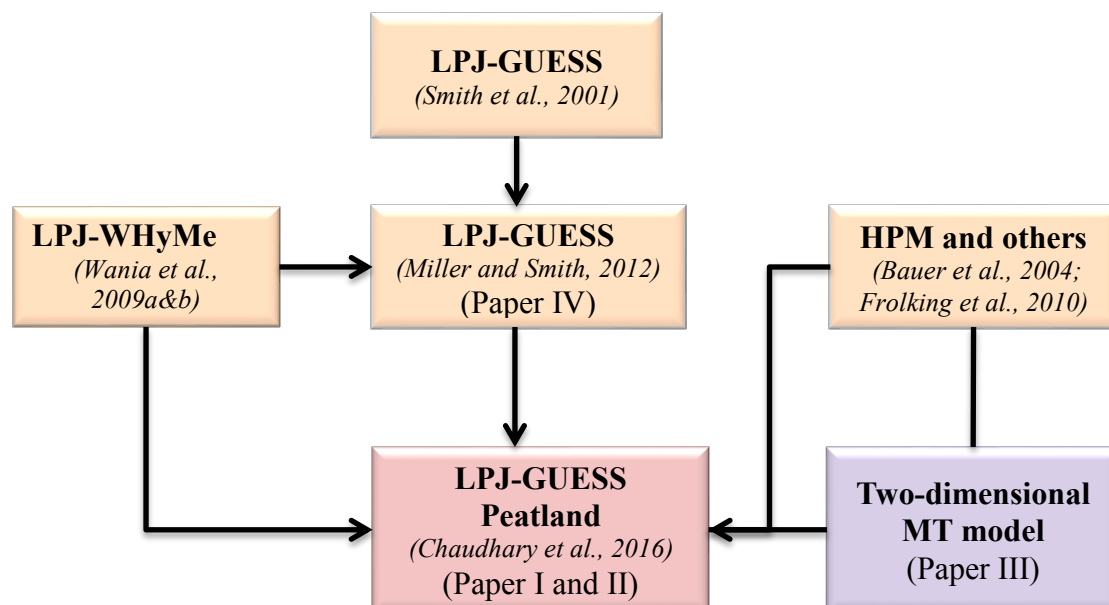 LPJ-GUESS
(Smith et al., 2001)
LPJ-WHyMe
(Wania et al.,
2009a&b)
LPJ-GUESS
(Miller and Smith, 2012)
(Paper IV)
HPM and others
(Bauer et al., 2004;
Frolking et al., 2010)
LPJ-GUESS
Peatland
(Chaudhary et al., 2016)
(Paper I and II)
Two-dimensional
MT model
(Paper III)